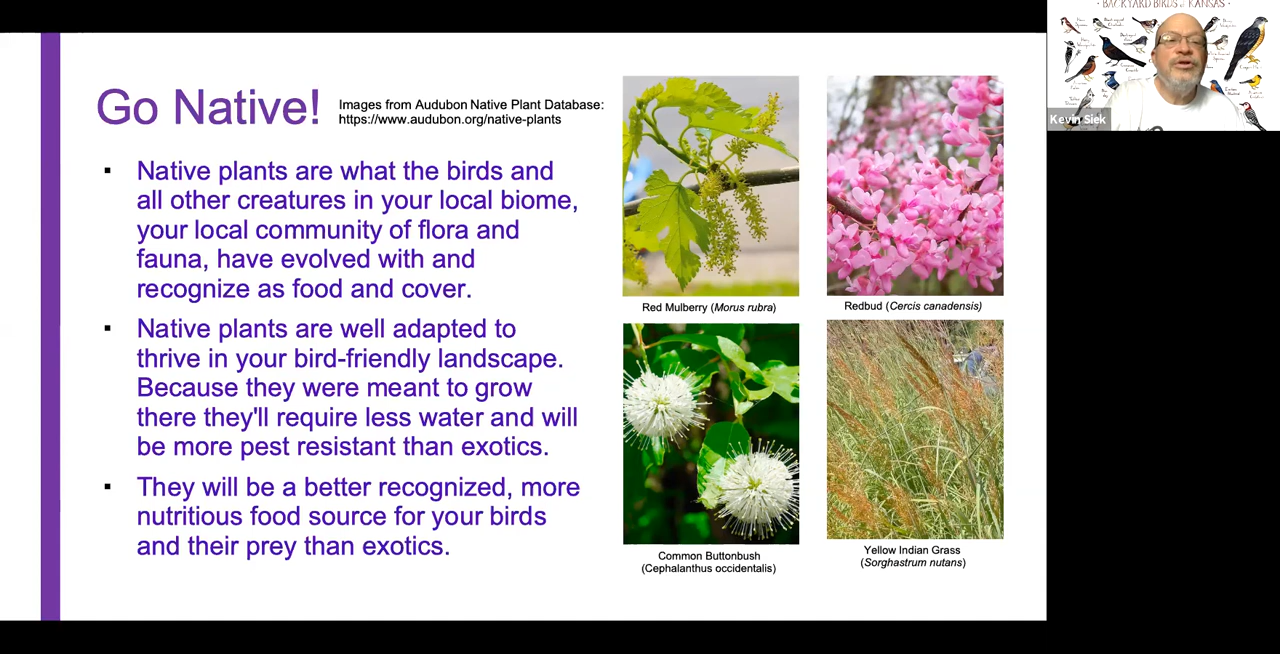 Go Native!
Images from Audubon Native Plant Database:
https://www.audubon.org/native-plants
▪ Native plants are what the birds and
all other creatures in your local biome,
your local community of flora and
fauna, have evolved with and
recognize as food and cover.
▪ Native plants are well adapted to
thrive in your bird-friendly landscape.
Because they were meant to grow
there they'll require less water and will
be more pest resistant than exotics.
▪ They will be a better recognized, more
nutritious food source for your birds
and their prey than exotics.
Red Mulberry (Morus rubra)
Redbud (Cercis canadensis)
Common Buttonbush
(Cephalanthus occidentalis)
Yellow Indian Grass
(Sorghastrum nutans)
BACKYARD BIRDS of KANSAS
Kevin Siek